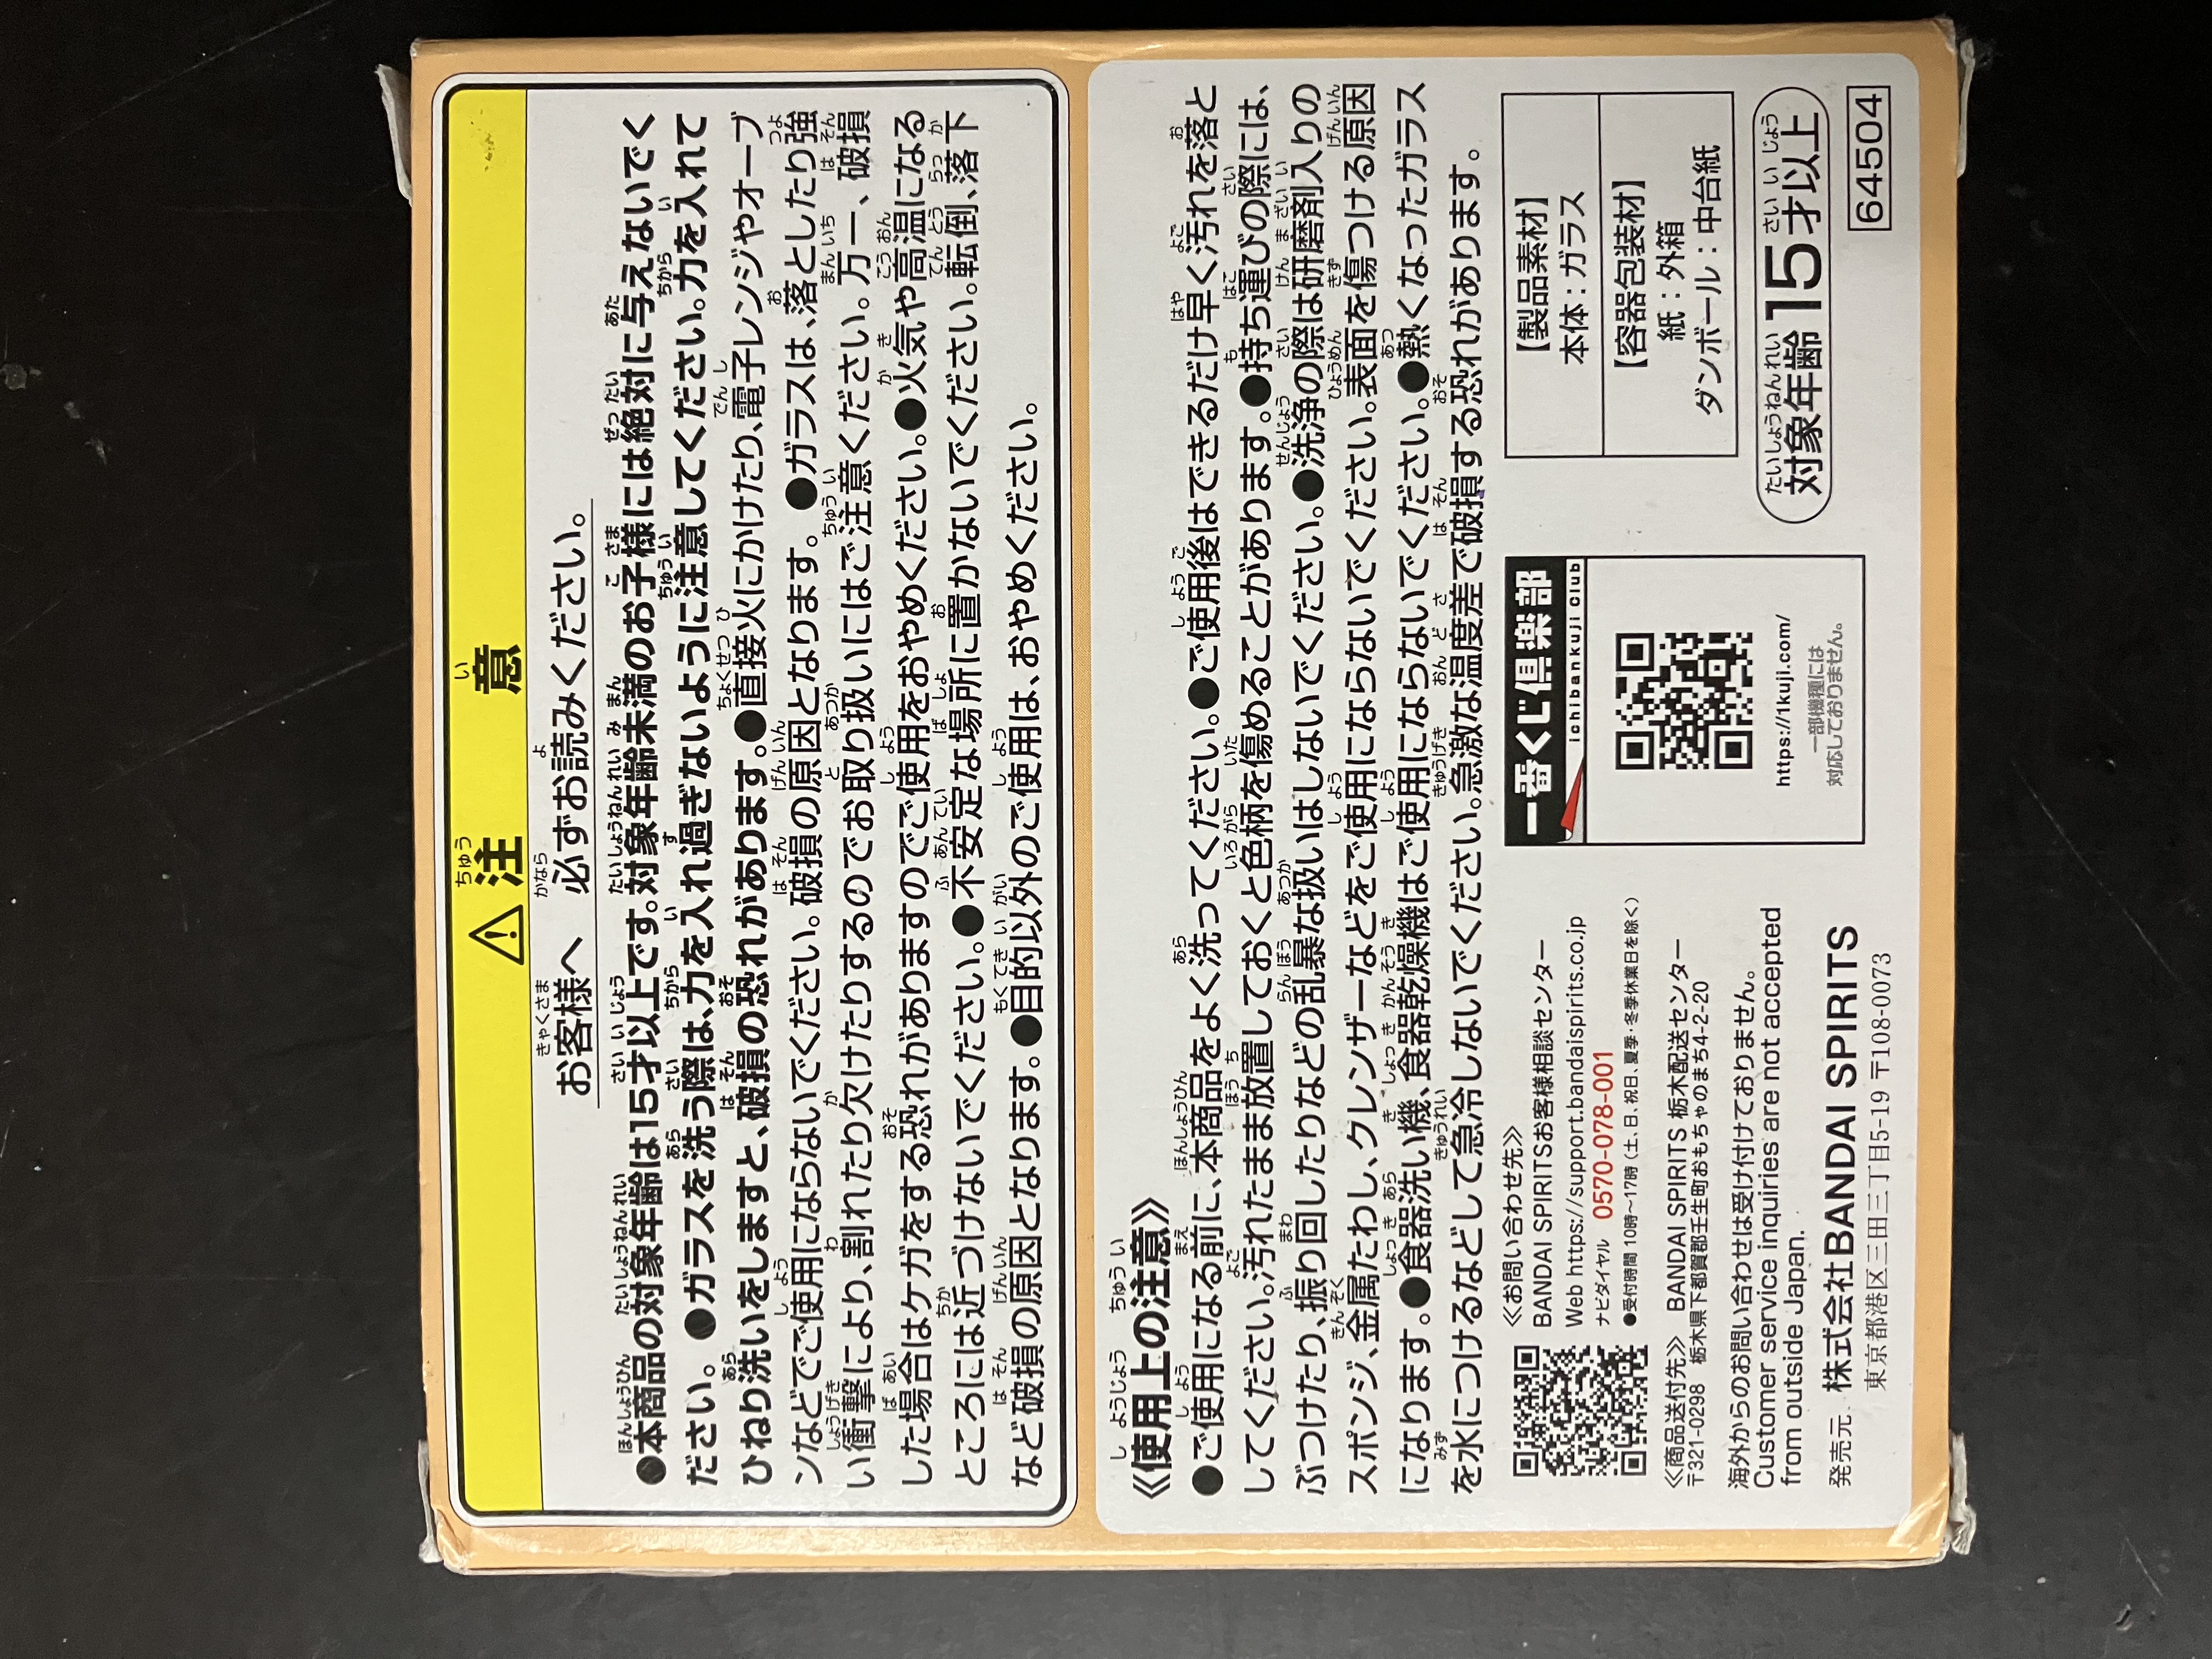 ⚠注意
お客様へ 必ずお読みください。
●本商品の対象年齢は15才以上です。対象年齢未満のお子様には絶対に与えないでく
ださい。 ●ガラスを洗う際は、力を入れ過ぎないように注意してください。力を入れて
ひねり洗いをしますと、破損の恐れがあります。●直接火にかけたり、電子レンジやオーブ
ンなどでご使用にならないでください。破損の原因となります。 ●ガラスは、落としたり強
い衝撃により、割れたり欠けたりするのでお取り扱いにはご注意ください。万一、破損
した場合はケガをする恐れがありますのでご使用をおやめください。●火気や高温になる
ところには近づけないでください。●不安定な場所に置かないでください。転倒、落下
など破損の原因となります。●目的以外のご使用は、おやめください。
《使用上の注意》
●ご使用になる前に、本商品をよく洗ってください。●ご使用後はできるだけ早く汚れを落と
してください。汚れたまま放置しておくと色柄を傷めることがあります。●持ち運びの際には、
ぶつけたり、振り回したりなどの乱暴な扱いはしないでください。●洗浄の際は研磨剤入りの
スポンジ、金属たわし、クレンザーなどをご使用にならないでください。表面を傷つける原因
になります。●食器洗い機、食器乾燥機はご使用にならないでください。●熱くなったガラス
を水につけるなどして急冷しないでください。急激な温度差で破損する恐れがあります。
《お問い合わせ先》
BANDAI SPIRITSお客様相談センター
Web https://support.bandaispirits.co.jp
ナビダイヤル 0570-078-001
●受付時間 10時～17時（土、日、祝日、夏季・冬季休業日を除く）
《商品送付先》 BANDAI SPIRITS 栃木配送センター
〒321-0298 栃木県下都賀郡壬生町おもちゃのまち4-2-20
海外からのお問い合わせは受け付けておりません。
Customer service inquiries are not accepted
from outside Japan.
発売元 株式会社BANDAI SPIRITS
東京都港区三田三丁目5-19 〒108-0073
一番くじ倶楽部
Ichibankuji Club
https://1kuji.com/
一部機種には
対応しておりません。
【製品素材】
本体：ガラス
【容器包装材】
紙：外箱
ダンボール：中台紙
対象年齢15才以上
64504